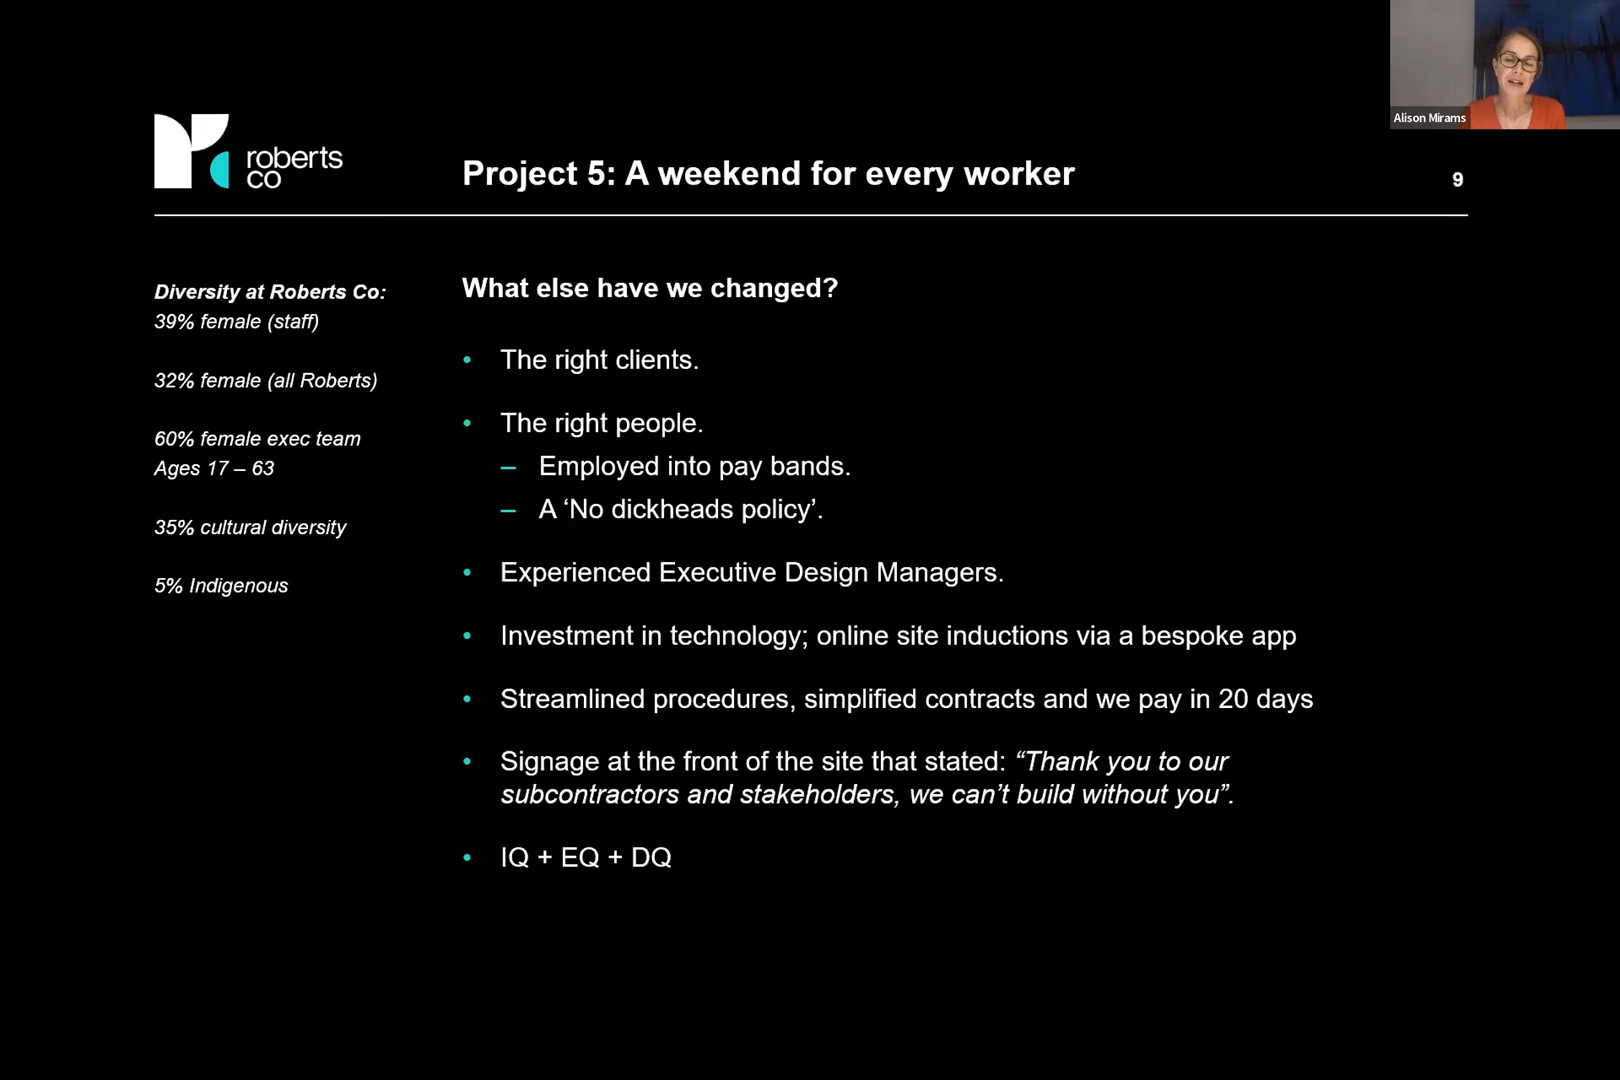 Alison Mirams
roberts
co
Project 5: A weekend for every worker
9
Diversity at Roberts Co:
39% female (staff)
32% female (all Roberts)
60% female exec team
Ages 17 – 63
35% cultural diversity
5% Indigenous
What else have we changed?
• The right clients.
• The right people.
– Employed into pay bands.
– A ‘No dickheads policy’.
• Experienced Executive Design Managers.
• Investment in technology; online site inductions via a bespoke app
• Streamlined procedures, simplified contracts and we pay in 20 days
• Signage at the front of the site that stated: “Thank you to our
subcontractors and stakeholders, we can’t build without you”.
• IQ + EQ + DQ